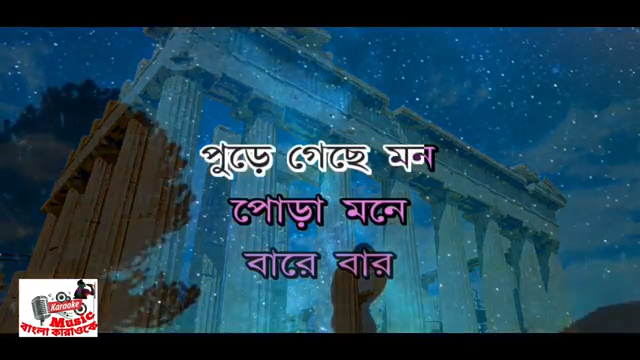 পুড়ে গেছে মন
পোড়া মনে
বারে বার
Karaoke
Music
বাংলা কারাওকে